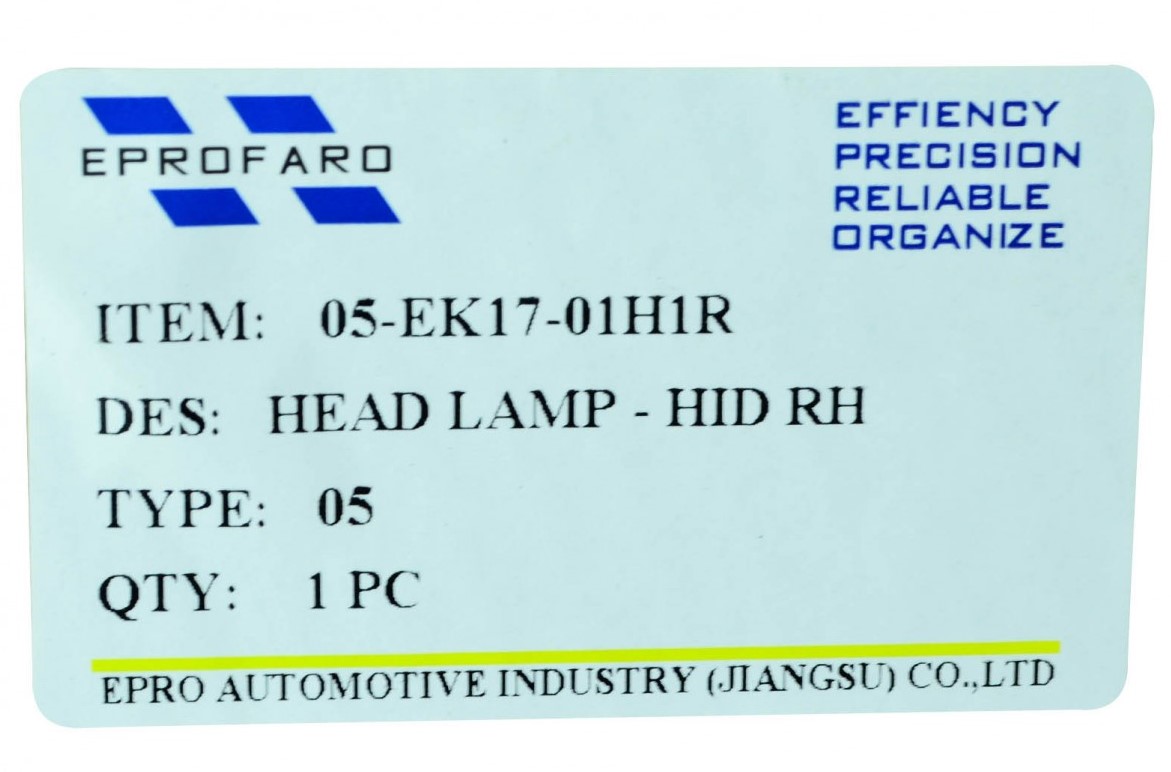 EPROFARO
EFFIENCY
PRECISION
RELIABLE
ORGANIZE
ITEM: 05-EK17-01H1R
DES: HEAD LAMP - HID RH
TYPE: 05
QTY: 1 PC
EPRO AUTOMOTIVE INDUSTRY (JIANGSU) CO.,LTD